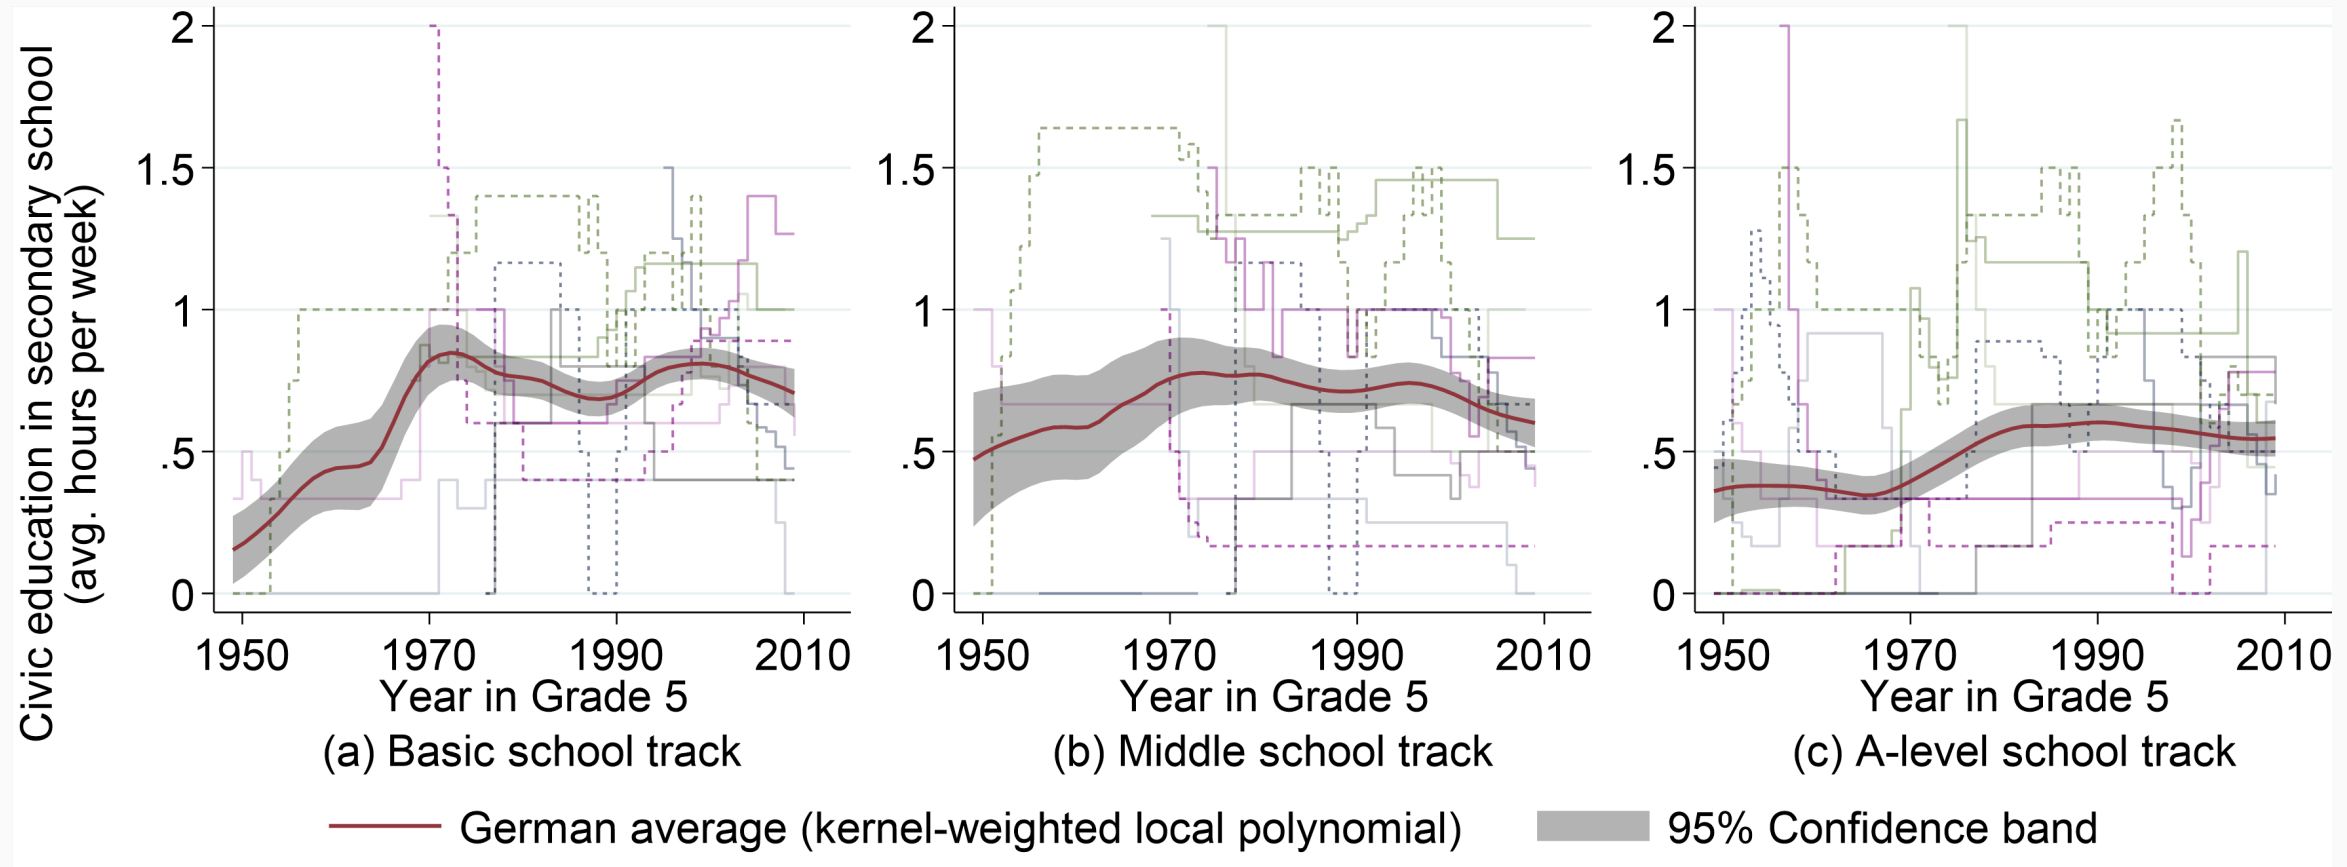 Civic education in secondary school
(avg. hours per week)
2
1.5
1
.5
0
1950 1970 1990 2010
Year in Grade 5
(a) Basic school track
2
1.5
1
.5
0
1950 1970 1990 2010
Year in Grade 5
(b) Middle school track
2
1.5
1
.5
0
1950 1970 1990 2010
Year in Grade 5
(c) A-level school track
German average (kernel-weighted local polynomial)
95% Confidence band